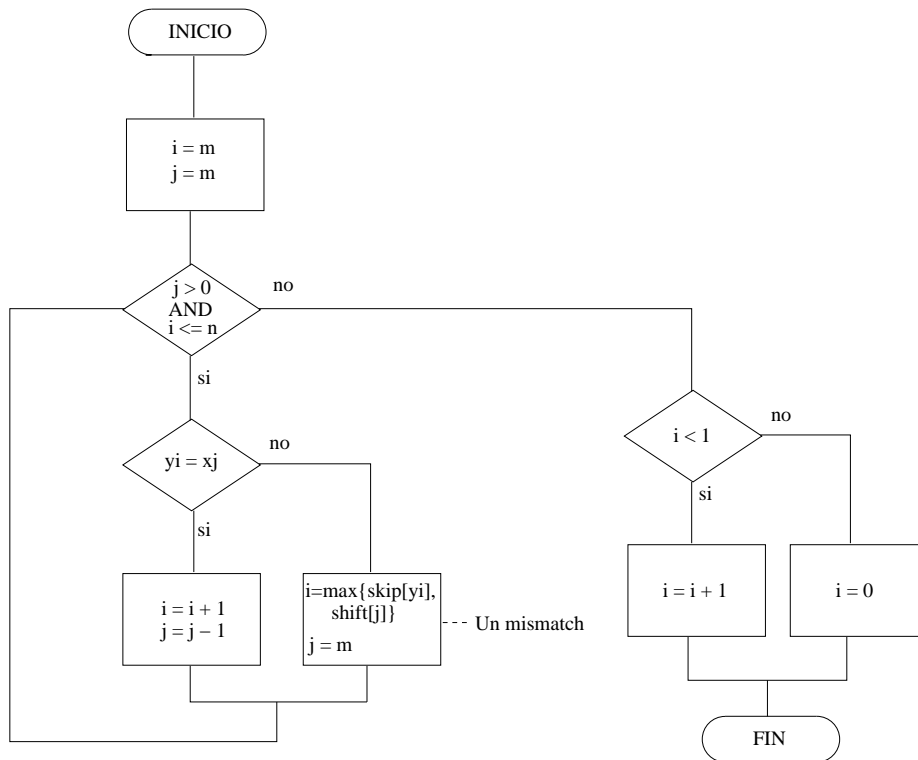 INICIO
i = m
j = m
j > 0
AND
i <= n
no
si
yi = xj
no
si
i = i + 1
j = j − 1
i=max{skip[yi],
shift[j]}
j = m
Un mismatch
i < 1
no
si
i = i + 1
i = 0
FIN